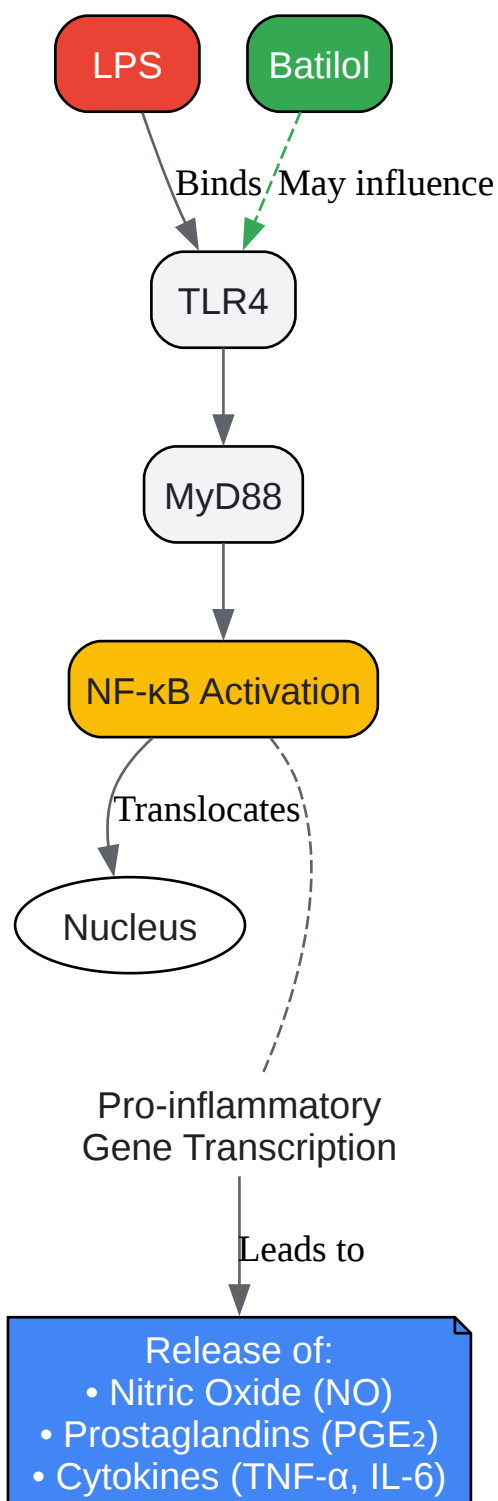 LPS
Batilol
Binds
May influence
TLR4
MyD88
NF-κB Activation
Translocates
Nucleus
Pro-inflammatory
Gene Transcription
Leads to
Release of:
• Nitric Oxide (NO)
• Prostaglandins (PGE₂)
• Cytokines (TNF-α, IL-6)